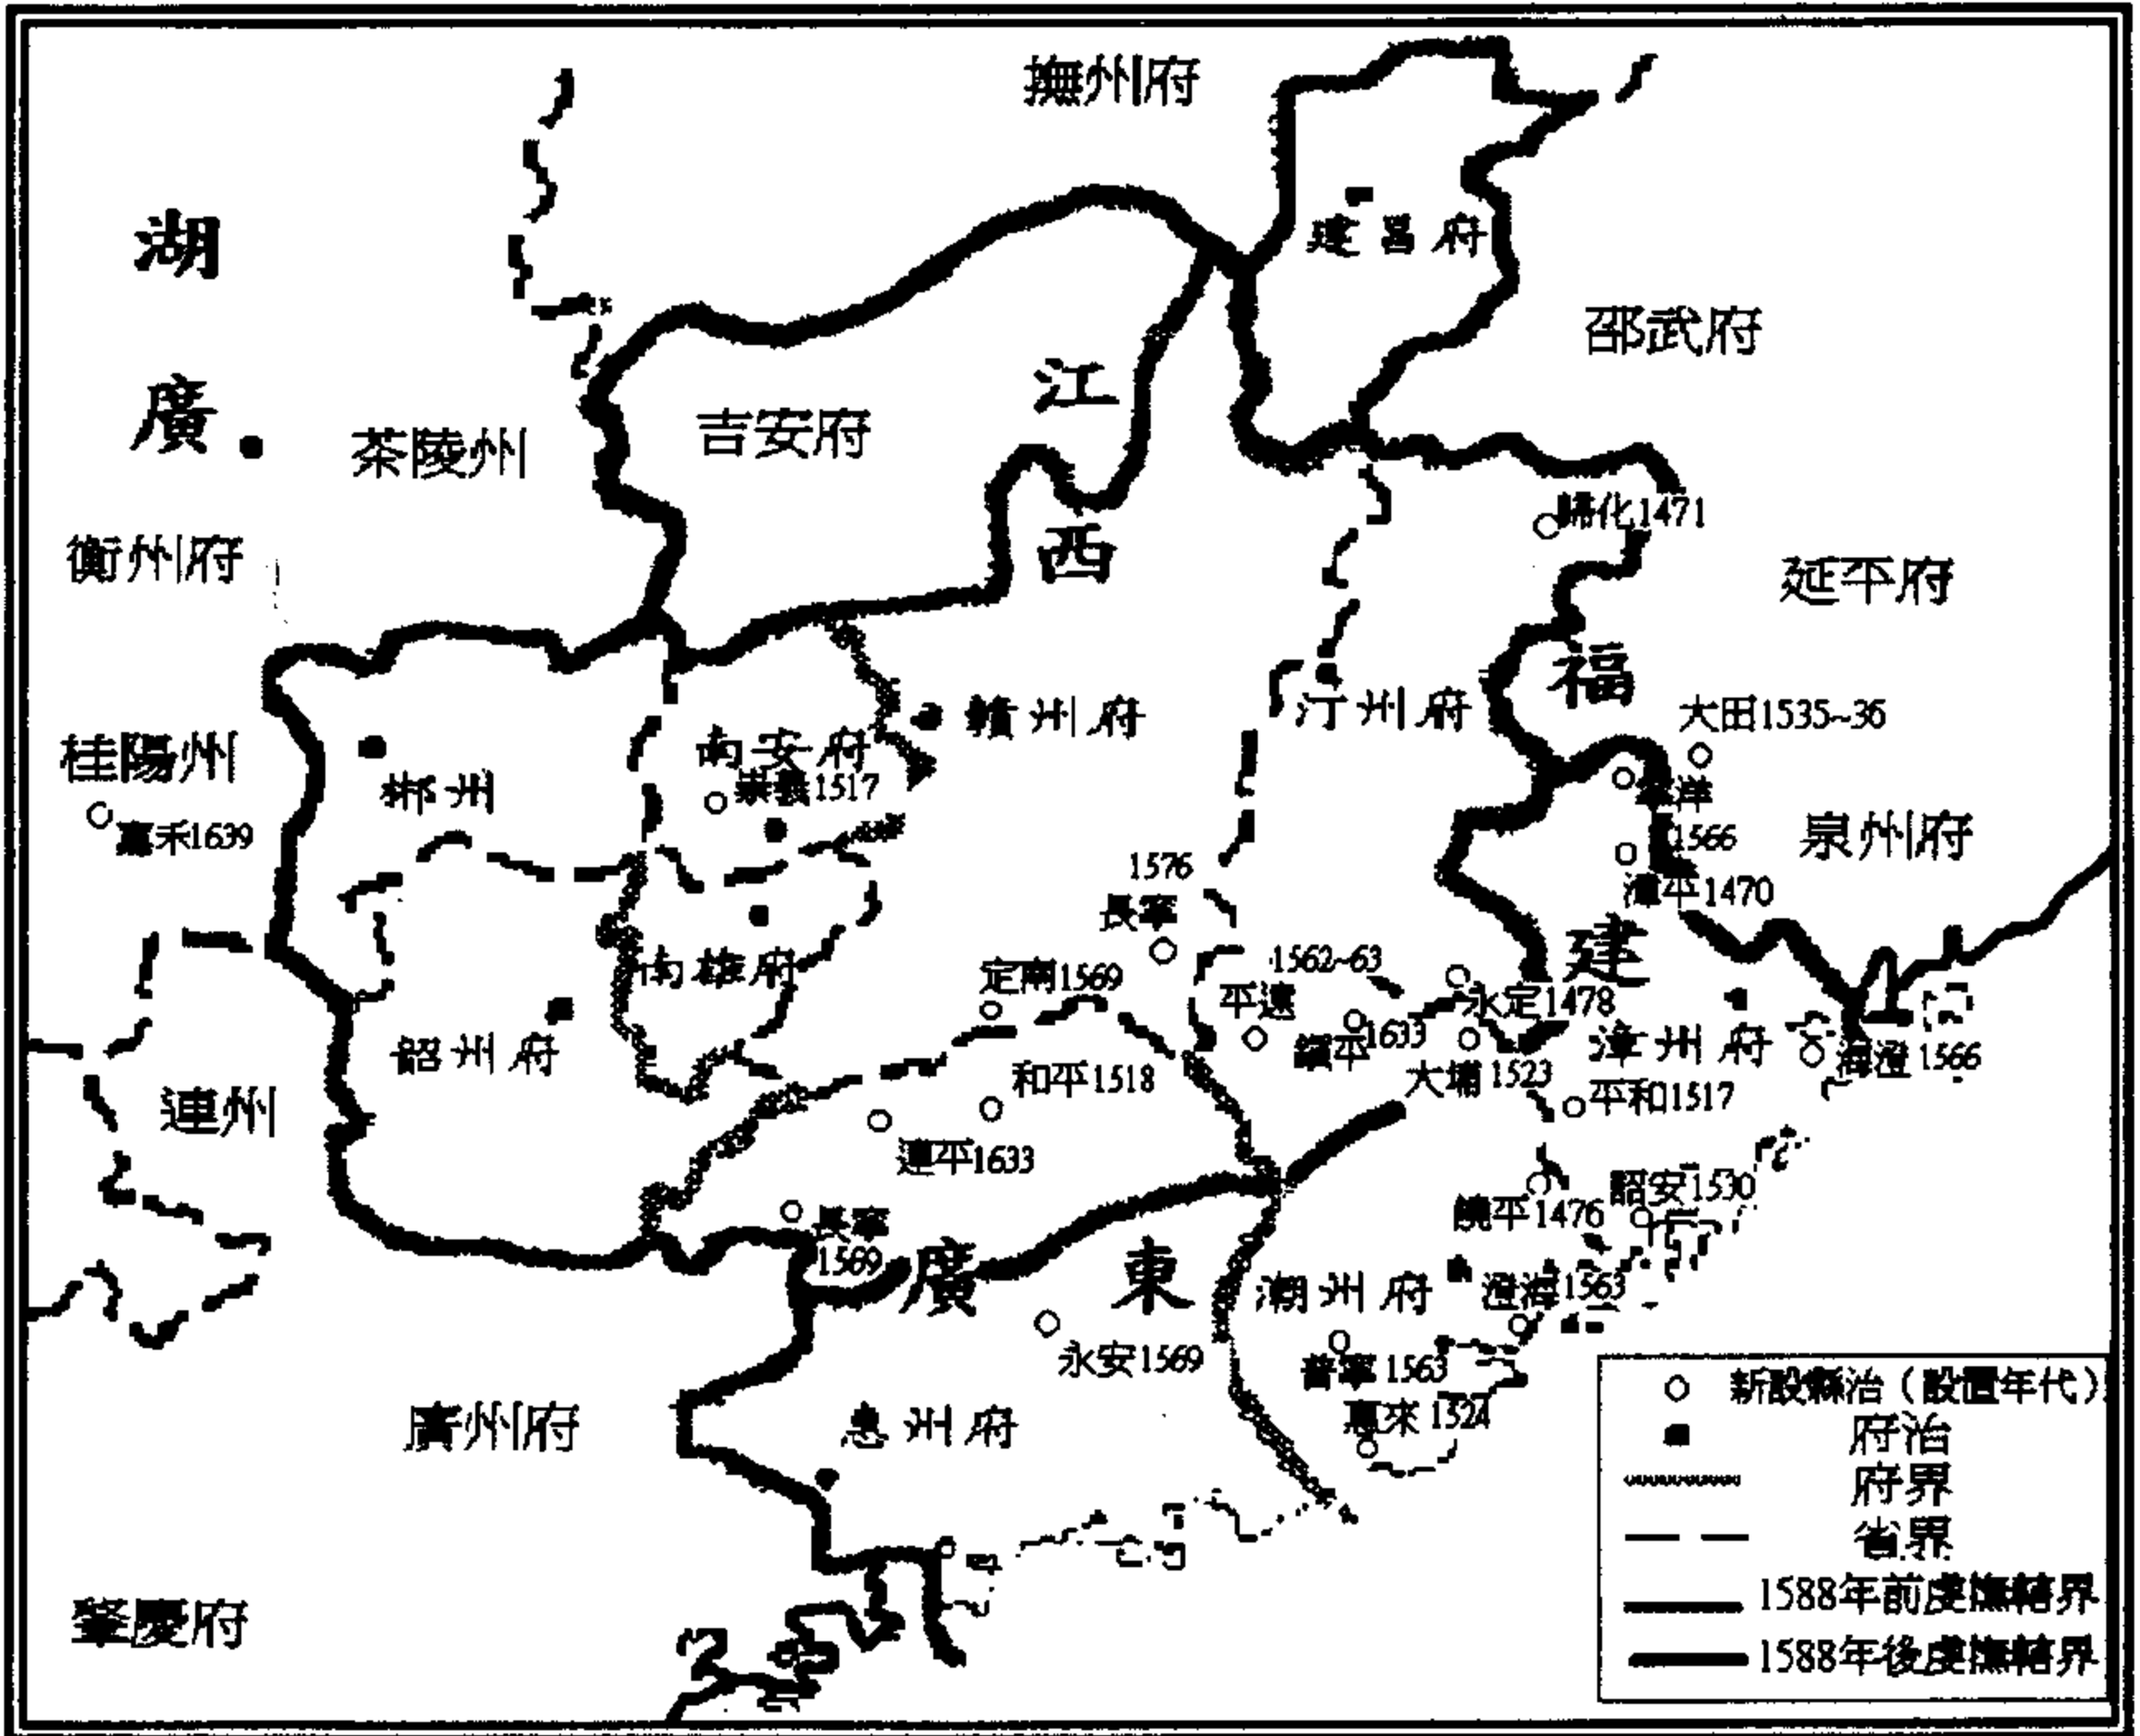 撫州府
湖
廣
建昌府
邵武府
江
西
吉安府
茶陵州
衡州府
歸化1471
延平府
福
建
汀州府
大田1535~36
贛州府
南安府
崇義1517
桂陽州
郴州
嘉禾1639
洋
1566
泉州府
1576
長寧
漳平1470
南雄府
定南1569
1562~63
平遠
永定1478
鎮平1633
韶州府
漳州府
海澄1566
和平1518
大埔1523
平和1517
連州
連平1633
饒平1476
詔安1530
長寧
1569
廣
東
潮州府
澄海1563
永安1569
普寧1563
惠來1524
廣州府
惠州府
肇慶府
新設縣治（設置年代）
府治
府界
省界
1588年前虔撫轄界
1588年後虔撫轄界